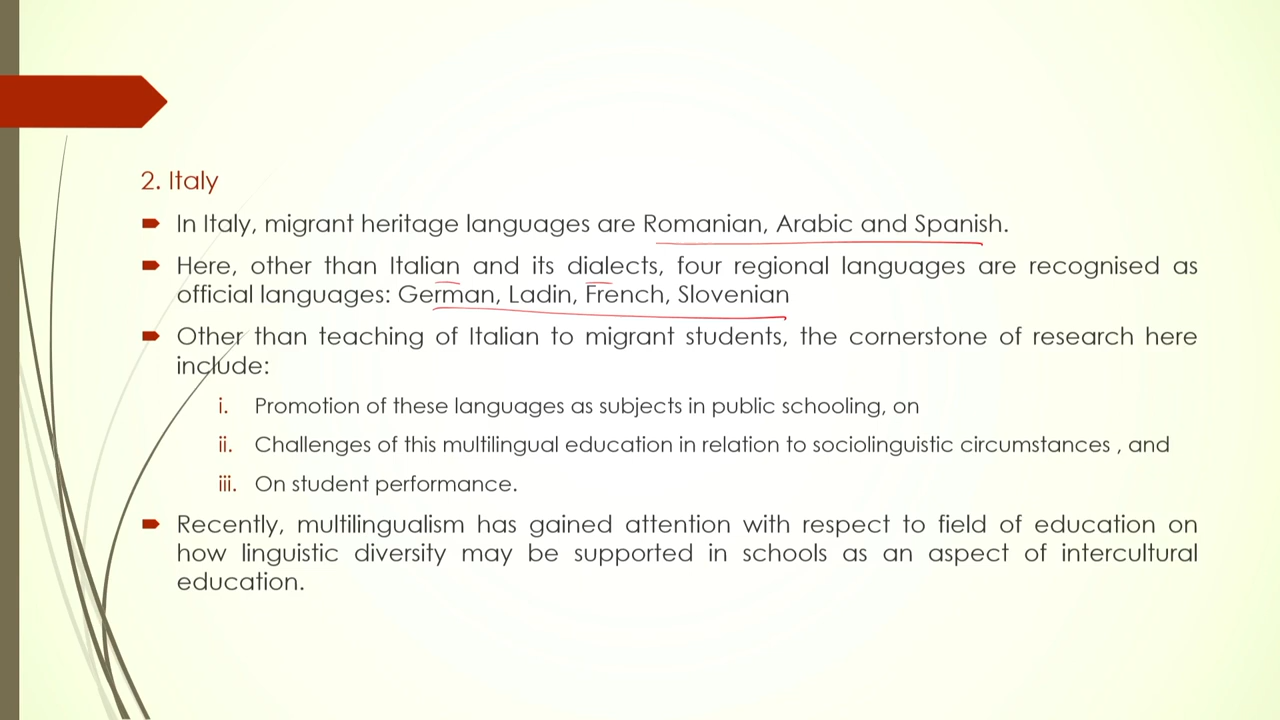 2. Italy
In Italy, migrant heritage languages are Romanian, Arabic and Spanish.
Here, other than Italian and its dialects, four regional languages are recognised as
official languages: German, Ladin, French, Slovenian
Other than teaching of Italian to migrant students, the cornerstone of research here
include:
i. Promotion of these languages as subjects in public schooling, on
ii. Challenges of this multilingual education in relation to sociolinguistic circumstances , and
iii. On student performance.
Recently, multilingualism has gained attention with respect to field of education on
how linguistic diversity may be supported in schools as an aspect of intercultural
education.